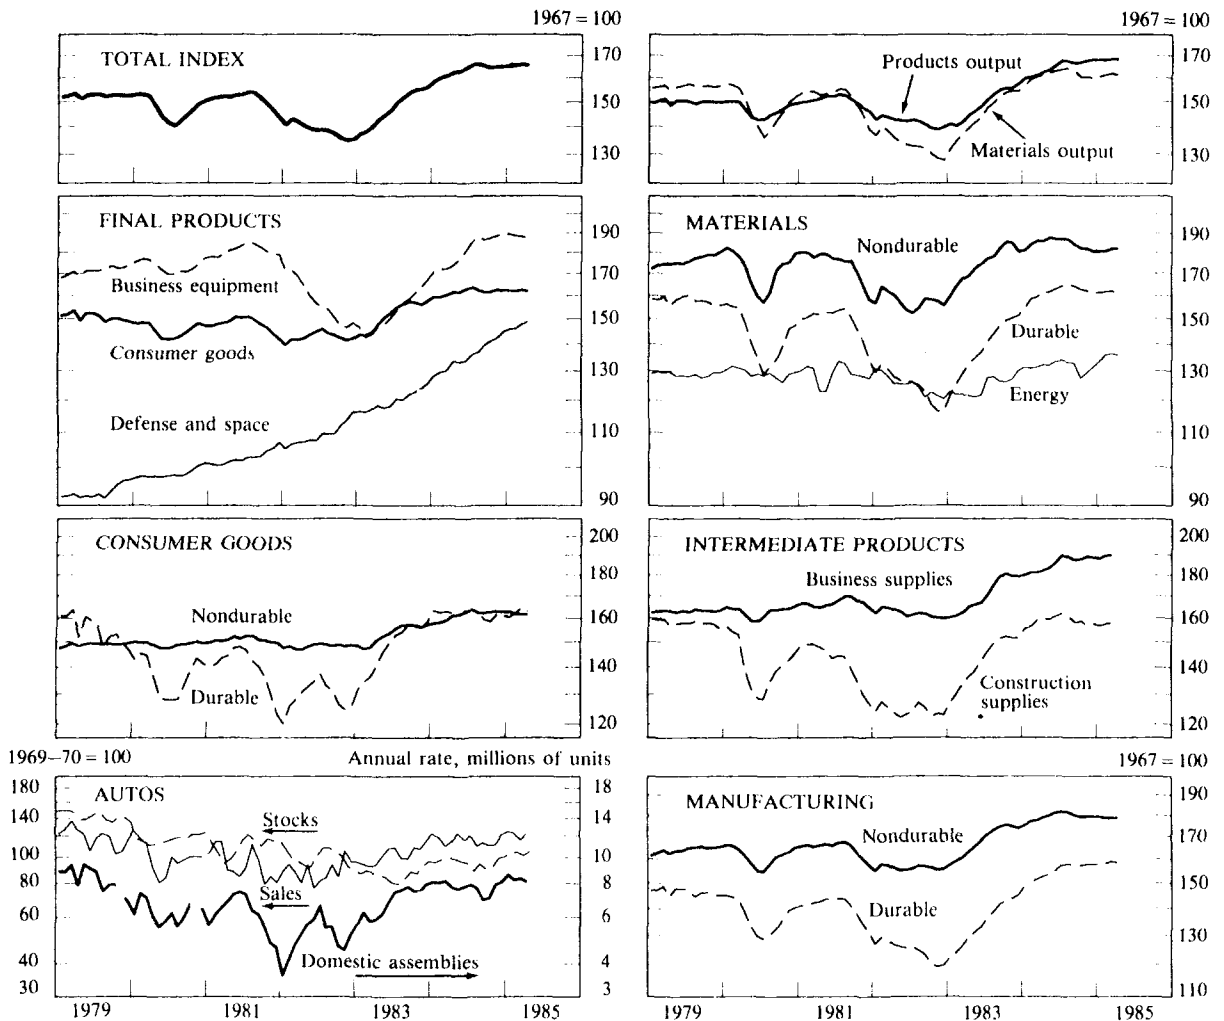 1967 = 100
TOTAL INDEX
170
150
130
1967 = 100
Products output
Materials output
170
150
130
FINAL PRODUCTS
Business equipment
Consumer goods
Defense and space
190
170
150
130
110
90
MATERIALS
Nondurable
Durable
Energy
190
170
150
130
110
90
CONSUMER GOODS
Nondurable
Durable
200
180
160
140
120
INTERMEDIATE PRODUCTS
Business supplies
Construction
supplies
200
180
160
140
120
1969–70 = 100
Annual rate, millions of units
AUTOS
180
140
100
80
60
40
30
Stocks
Sales
Domestic assemblies
18
14
10
8
6
4
3
1979
1981
1983
1985
1967 = 100
MANUFACTURING
Nondurable
Durable
190
170
150
130
110
1979
1981
1983
1985